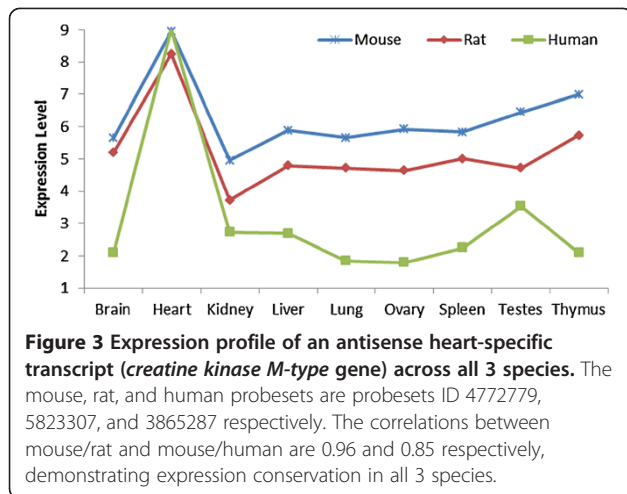 9
8
7
6
5
4
3
2
1
Expression Level
Mouse Rat Human
Brain Heart Kidney Liver Lung Ovary Spleen Testes Thymus
Figure 3 Expression profile of an antisense heart-specific
transcript (creatine kinase M-type gene) across all 3 species. The
mouse, rat, and human probesets are probesets ID 4772779,
5823307, and 3865287 respectively. The correlations between
mouse/rat and mouse/human are 0.96 and 0.85 respectively,
demonstrating expression conservation in all 3 species.